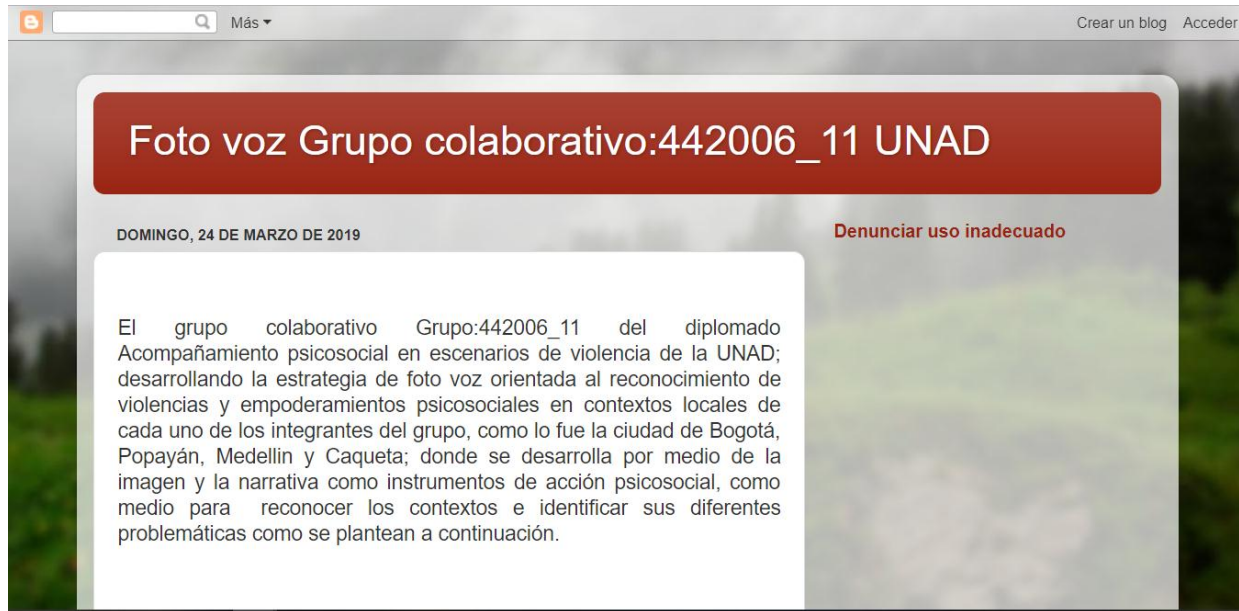 Más
Crear un blog Acceder
Foto voz Grupo colaborativo:442006_11 UNAD
DOMINGO, 24 DE MARZO DE 2019
Denunciar uso inadecuado
El grupo colaborativo Grupo:442006_11 del diplomado
Acompañamiento psicosocial en escenarios de violencia de la UNAD;
desarrollando la estrategia de foto voz orientada al reconocimiento de
violencias y empoderamientos psicosociales en contextos locales de
cada uno de los integrantes del grupo, como lo fue la ciudad de Bogotá,
Popayán, Medellin y Caqueta; donde se desarrolla por medio de la
imagen y la narrativa como instrumentos de acción psicosocial, como
medio para reconocer los contextos e identificar sus diferentes
problemáticas como se plantean a continuación.